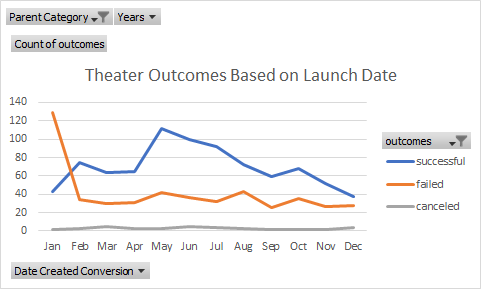 Parent Category Years
Count of outcomes
Theater Outcomes Based on Launch Date
140
120
100
80
60
40
20
0
Jan Feb Mar Apr May Jun Jul Aug Sep Oct Nov Dec
outcomes
successful
failed
canceled
Date Created Conversion